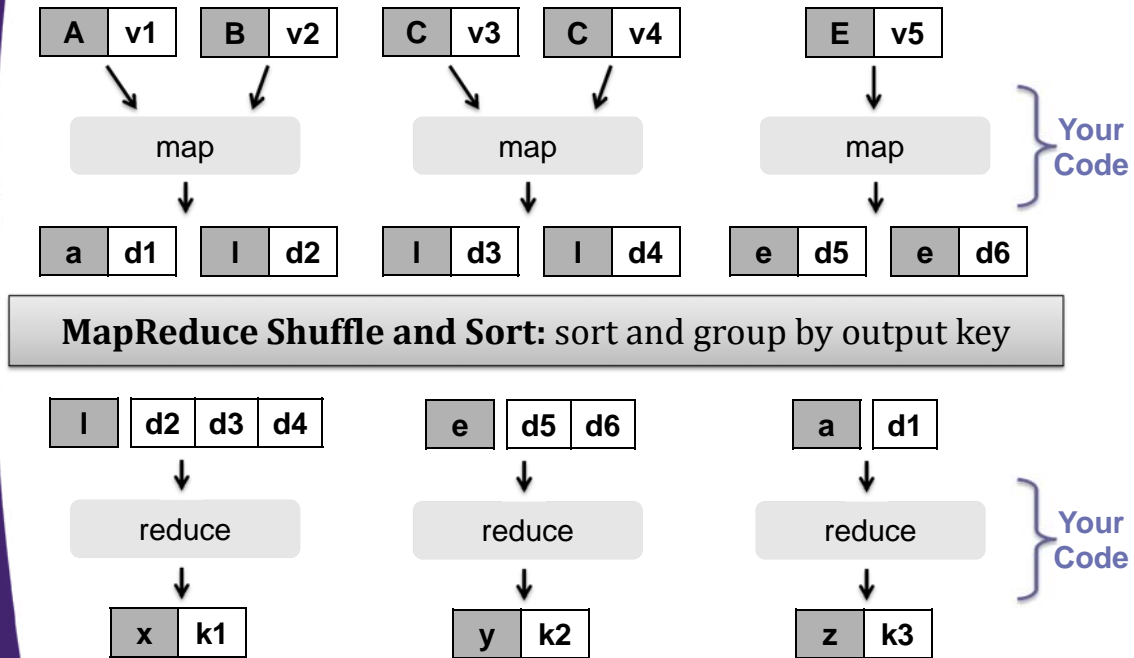 A v1 B v2 C v3 C v4 E v5
map map map
Your
Code
a d1 l d2 l d3 l d4 e d5 e d6
MapReduce Shuffle and Sort: sort and group by output key
l d2 d3 d4 e d5 d6 a d1
reduce reduce reduce
Your
Code
x k1 y k2 z k3